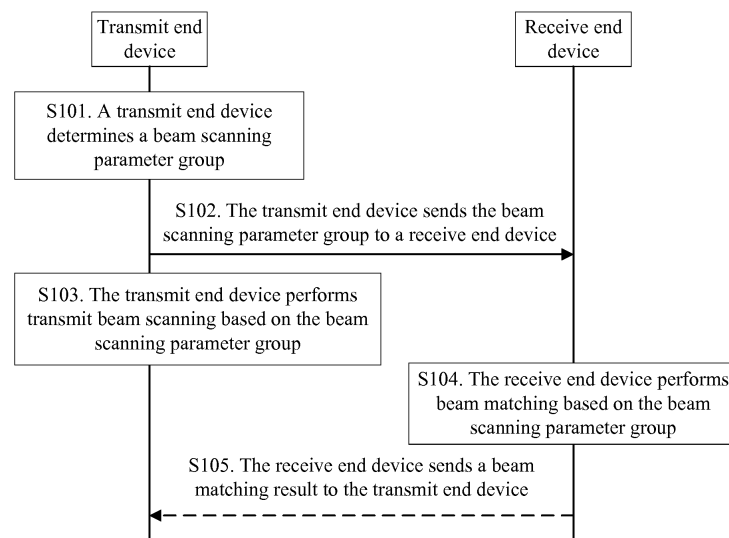 Transmit end
device
Receive end
device
S101. A transmit end device
determines a beam scanning
parameter group
S102. The transmit end device sends the beam
scanning parameter group to a receive end device
S103. The transmit end device performs
transmit beam scanning based on the beam
scanning parameter group
S104. The receive end device performs
beam matching based on the beam
scanning parameter group
S105. The receive end device sends a beam
matching result to the transmit end device